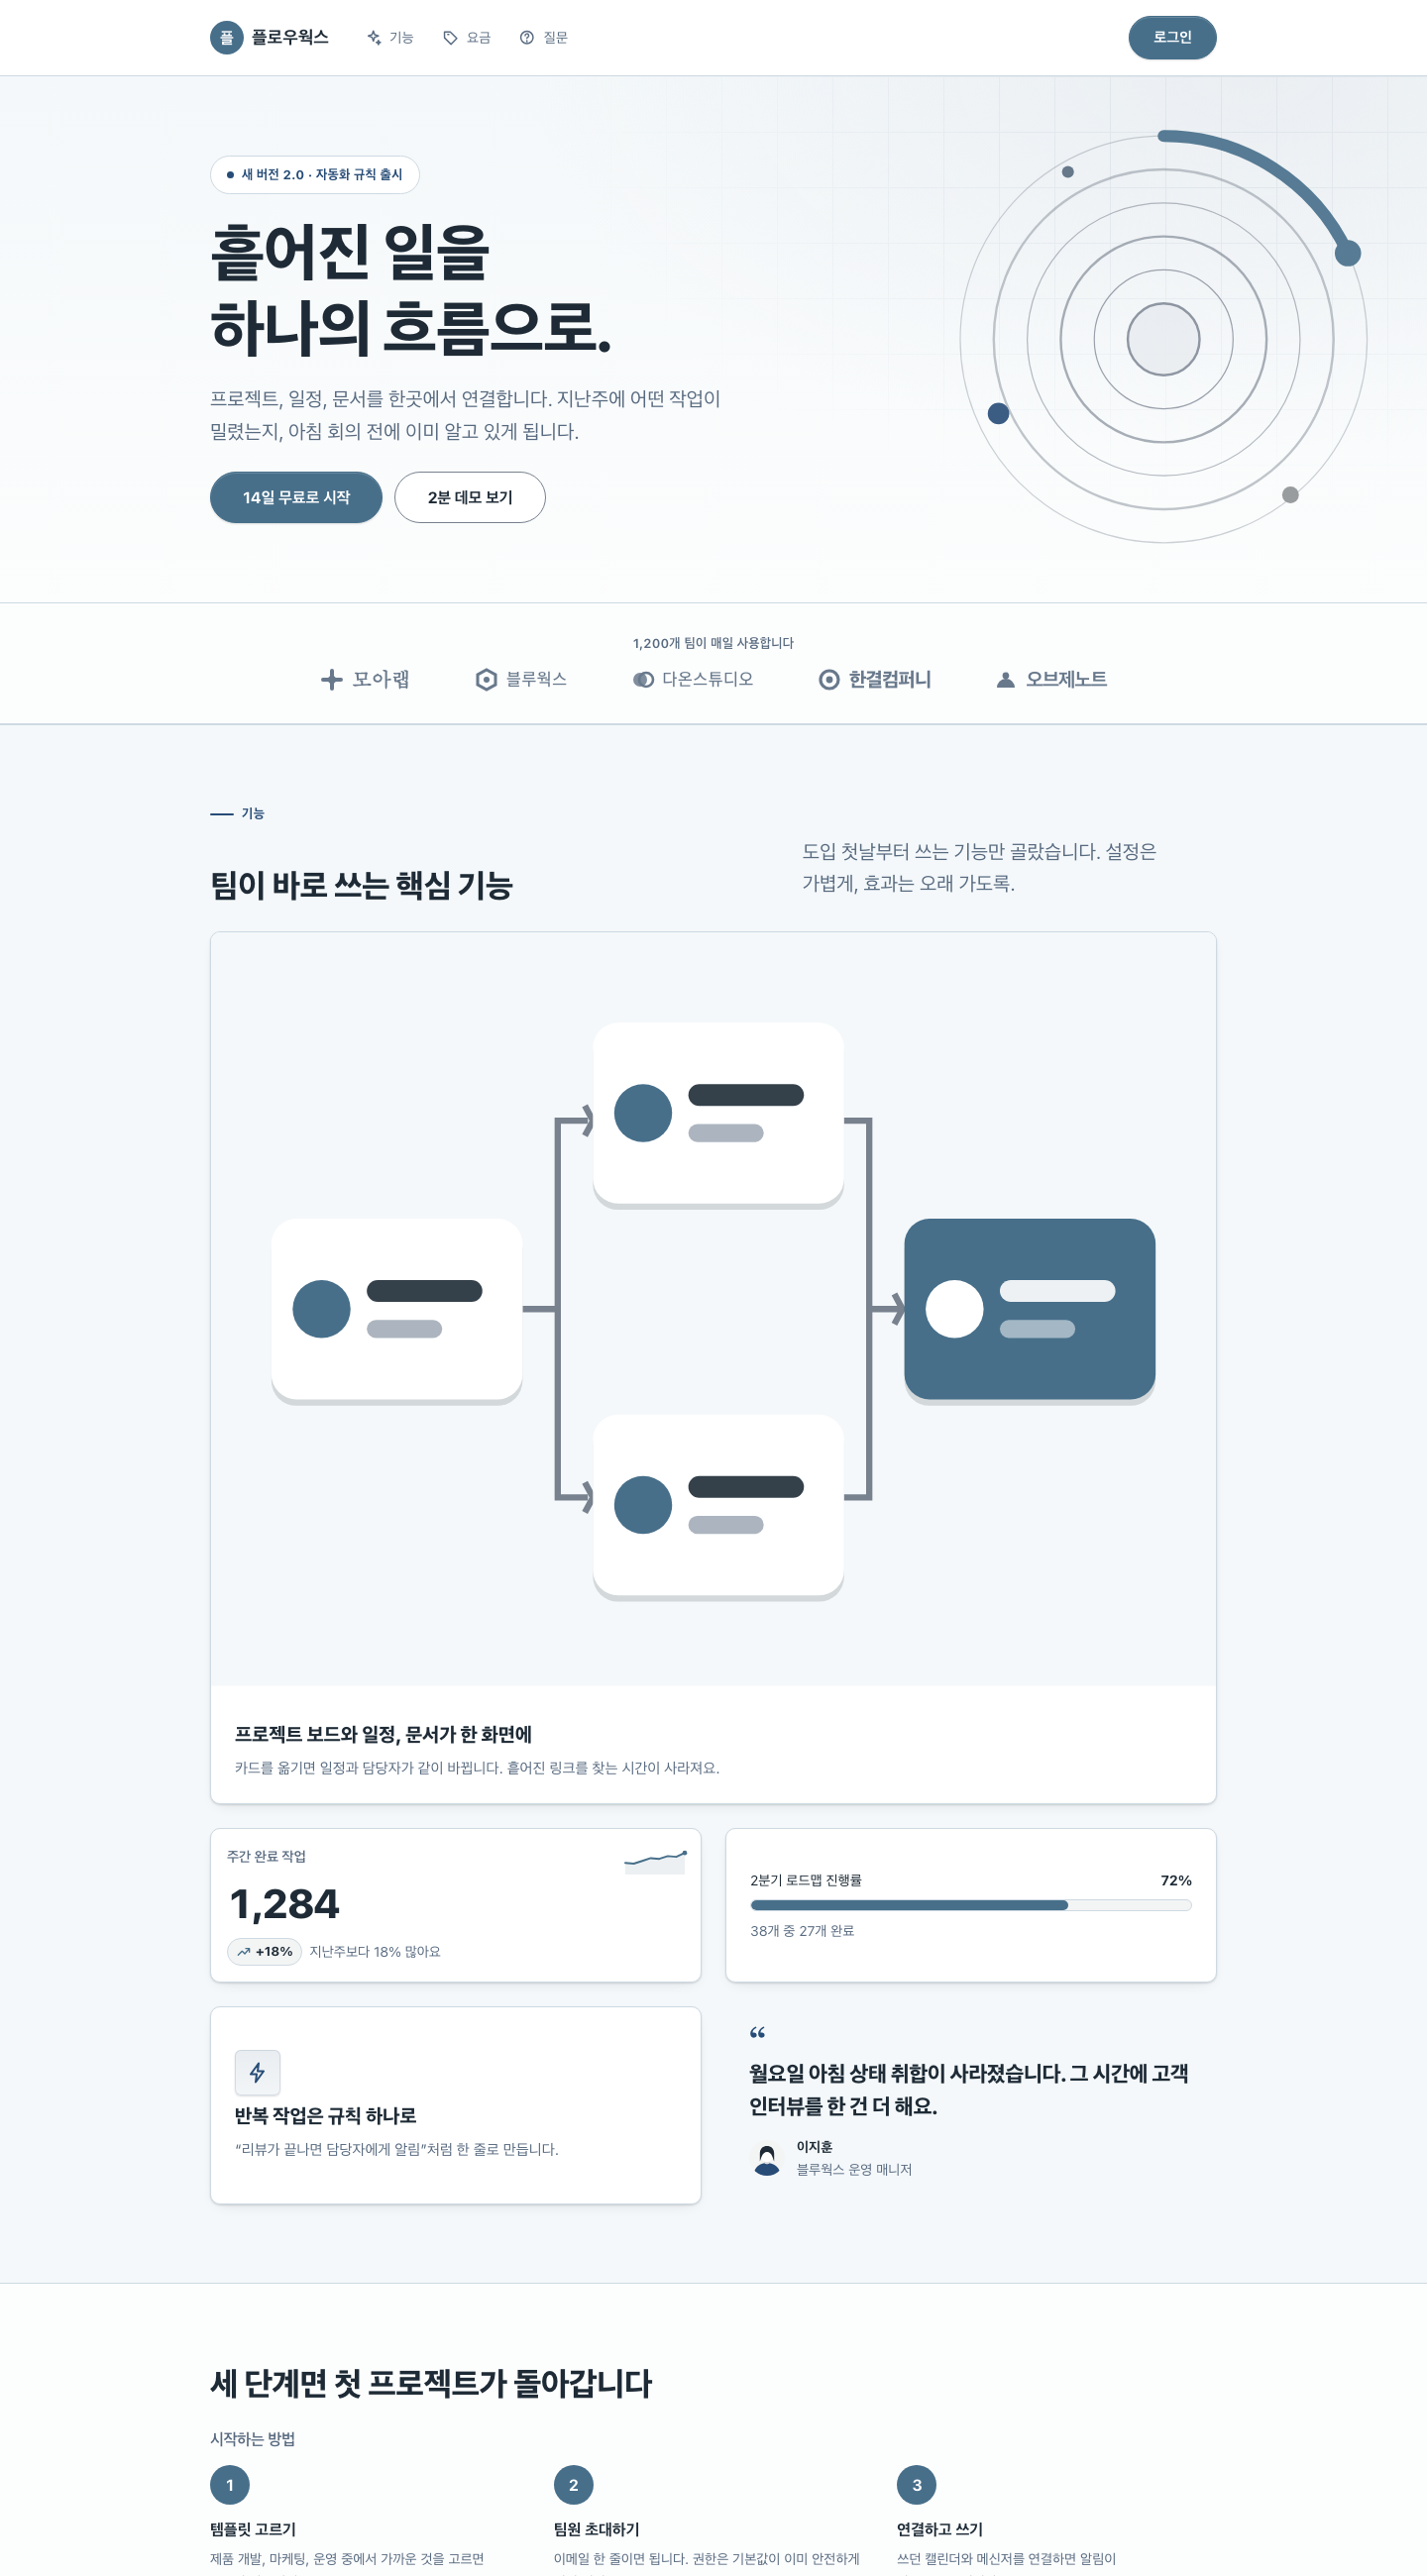 플 플로우웍스 기능 요금 질문 로그인
새 버전 2.0 · 자동화 규칙 출시
흩어진 일을
하나의 흐름으로.
프로젝트, 일정, 문서를 한곳에서 연결합니다. 지난주에 어떤 작업이
밀렸는지, 아침 회의 전에 이미 알고 있게 됩니다.
14일 무료로 시작 2분 데모 보기
1,200개 팀이 매일 사용합니다
모아랩 블루웍스 다온스튜디오 한결컴퍼니 오브제노트
기능
팀이 바로 쓰는 핵심 기능
도입 첫날부터 쓰는 기능만 골랐습니다. 설정은
가볍게, 효과는 오래 가도록.
프로젝트 보드와 일정, 문서가 한 화면에
카드를 옮기면 일정과 담당자가 같이 바뀝니다. 흩어진 링크를 찾는 시간이 사라져요.
주간 완료 작업
1,284
+18% 지난주보다 18% 많아요
2분기 로드맵 진행률 72%
38개 중 27개 완료
반복 작업은 규칙 하나로
“리뷰가 끝나면 담당자에게 알림”처럼 한 줄로 만듭니다.
“
월요일 아침 상태 취합이 사라졌습니다. 그 시간에 고객
인터뷰를 한 건 더 해요.
이지훈
블루웍스 운영 매니저
세 단계면 첫 프로젝트가 돌아갑니다
시작하는 방법
1
템플릿 고르기
제품 개발, 마케팅, 운영 중에서 가까운 것을 고르면
2
팀원 초대하기
이메일 한 줄이면 됩니다. 권한은 기본값이 이미 안전하게
3
연결하고 쓰기
쓰던 캘린더와 메신저를 연결하면 알림이